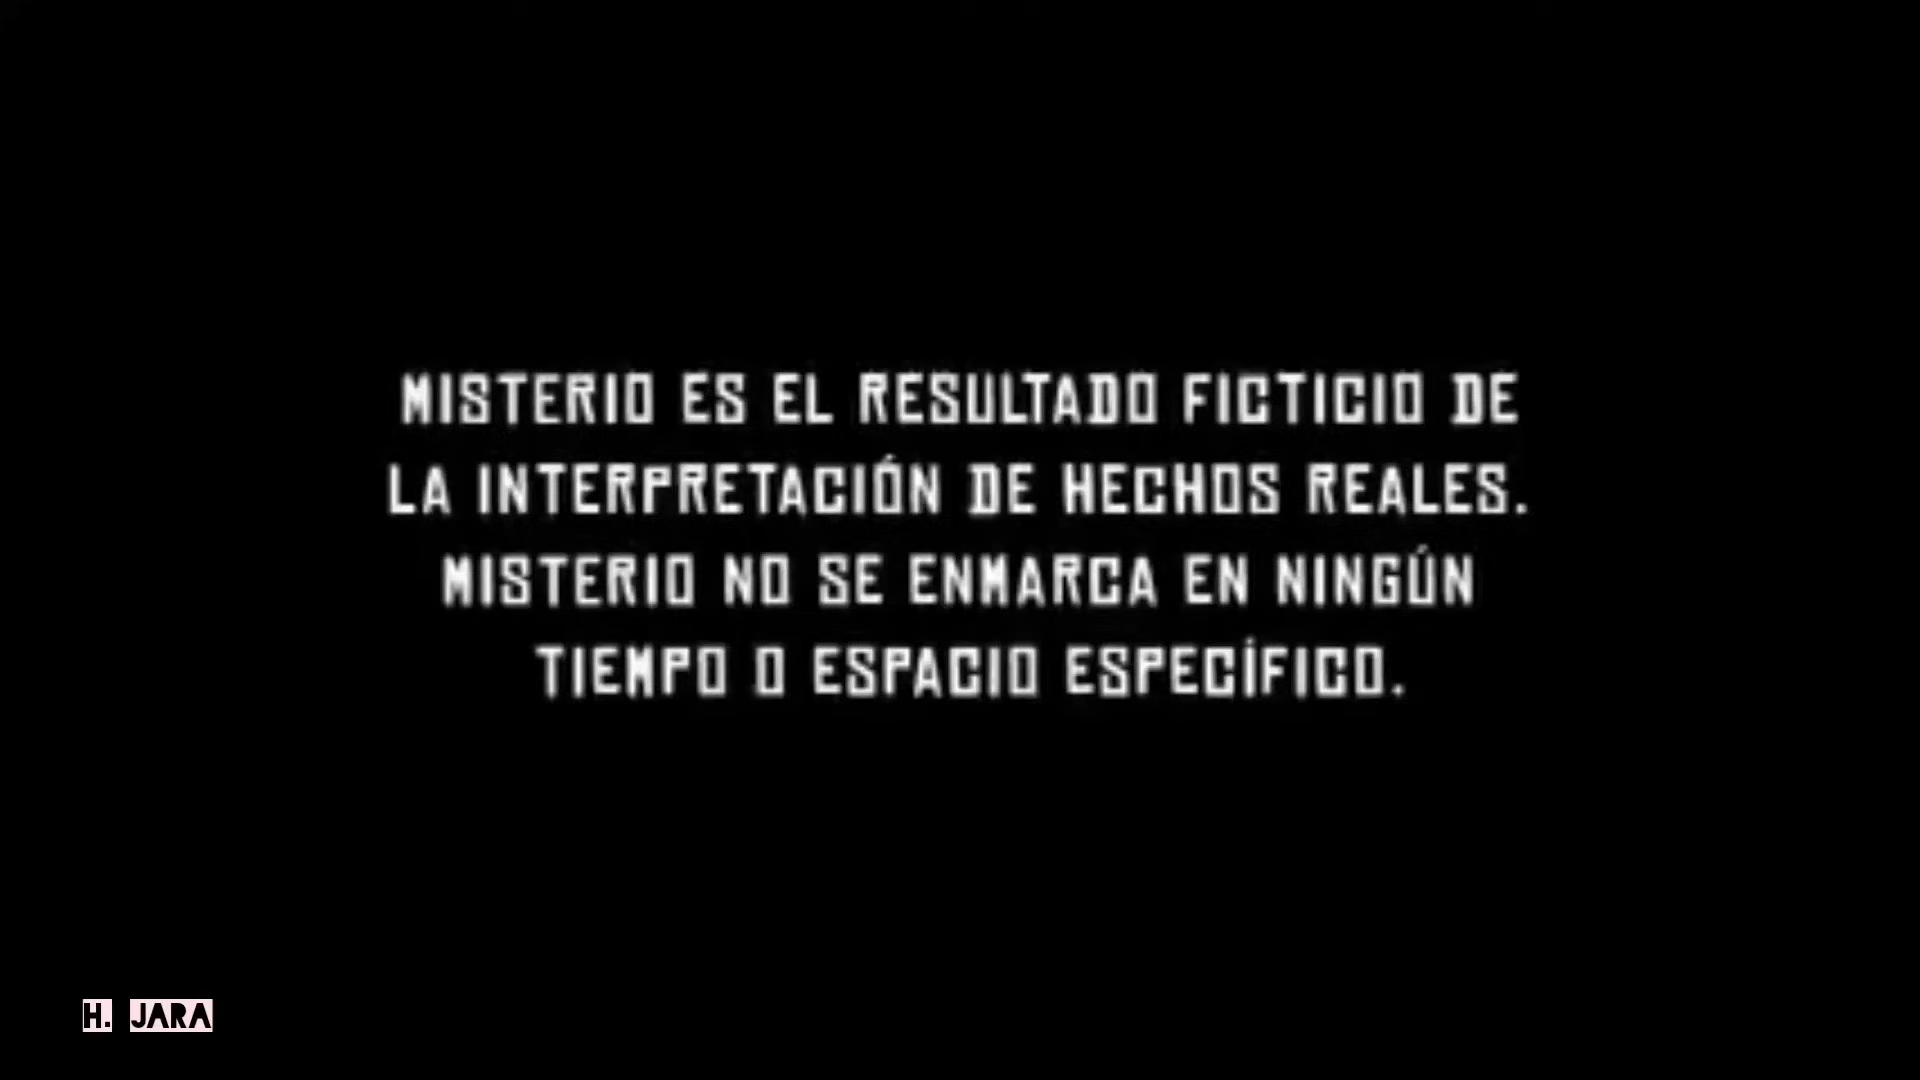 MISTERIO ES EL RESULTADO FICTICIO DE
LA INTERPRETACIÓN DE HECHOS REALES.
MISTERIO NO SE ENMARCA EN NINGÚN
TIEMPO O ESPACIO ESPECÍFICO.
H. JARA